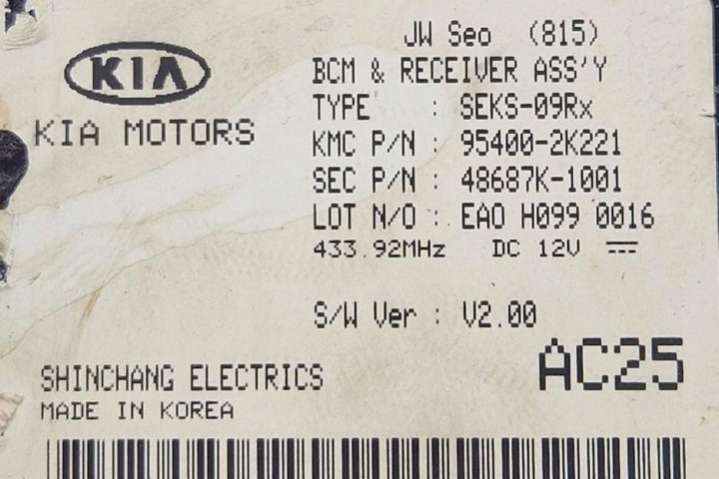 JW Seo (815)
KIA
BCM & RECEIVER ASS'Y
KIA MOTORS
TYPE : SEKS-09Rx
KMC P/N : 95400-2K221
SEC P/N : 48687K-1001
LOT N/O : EAO H099 0016
433.92MHz DC 12V
S/W Ver : V2.00
AC25
SHINCHANG ELECTRICS
MADE IN KOREA